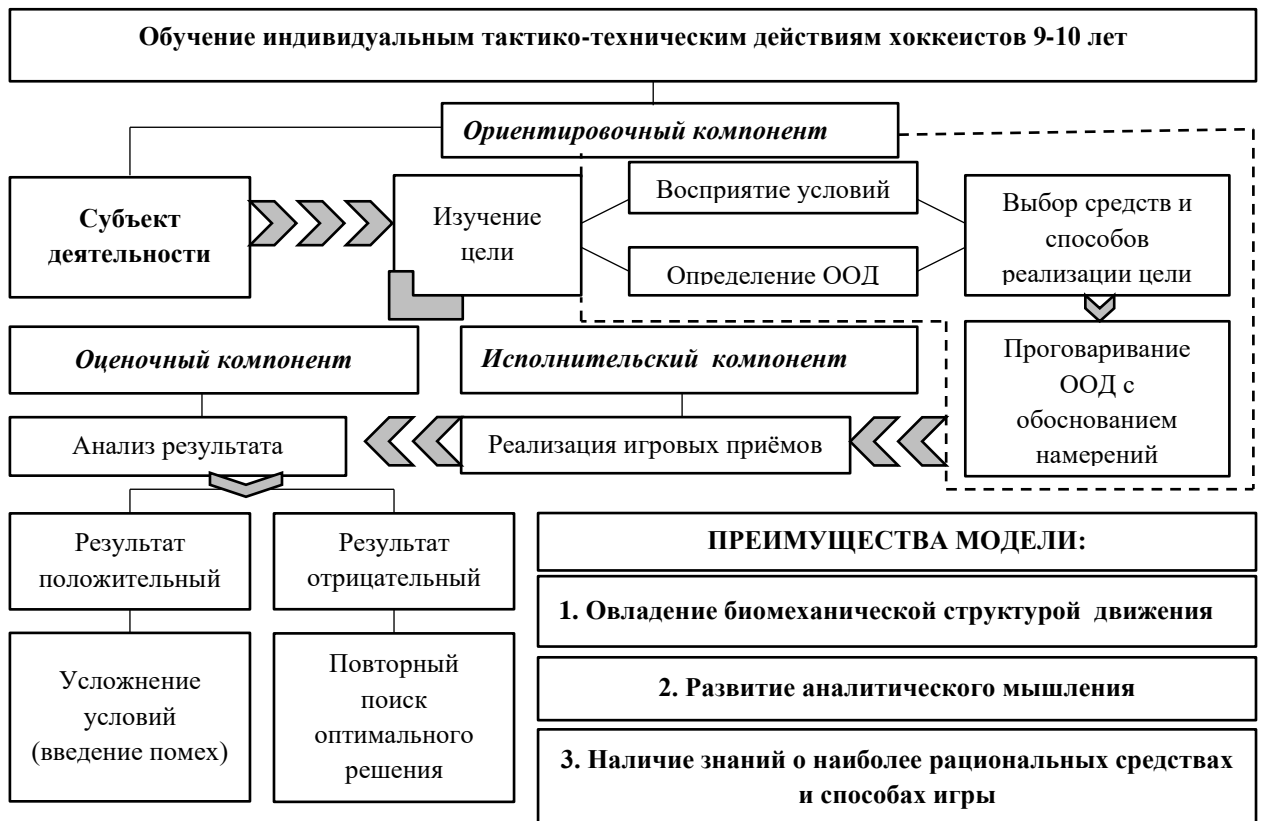 Обучение индивидуальным тактико-техническим действиям хоккеистов 9-10 лет
Ориентировочный компонент
Субъект
деятельности
Изучение
цели
Восприятие условий
Определение ООД
Выбор средств и
способов
реализации цели
Проговаривание
ООД с
обоснованием
намерений
Оценочный компонент
Исполнительский компонент
Анализ результата
Реализация игровых приёмов
Результат
положительный
Результат
отрицательный
Усложнение
условий
(введение помех)
Повторный
поиск
оптимального
решения
ПРЕИМУЩЕСТВА МОДЕЛИ:
1. Овладение биомеханической структурой движения
2. Развитие аналитического мышления
3. Наличие знаний о наиболее рациональных средствах
и способах игры